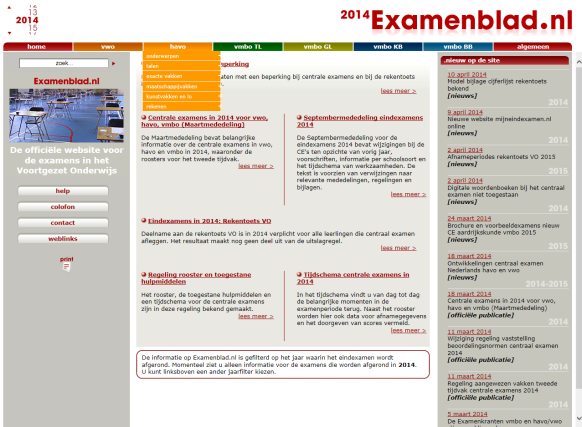 13
2014
15
2014 Examenblad.nl
home
vwo
havo
vmbo TL
vmbo GL
vmbo KB
vmbo BB
algemeen
zoek...
Examenblad.nl
De officiële website voor
de examens in het
Voortgezet Onderwijs
help
colofon
contact
weblinks
print
onderwerpen
talen
exacte vakken
maatschappijvakken
kunstvakken en lo
rekenen
beperking
aten met een beperking bij centrale examens en bij de rekentoets
lees meer >
Centrale examens in 2014 voor vwo,
havo, vmbo (Maartmededeling)
De Maartmededeling bevat belangrijke
informatie over de centrale examens in vwo,
havo en vmbo in 2014, waaronder de
roosters voor het tweede tijdvak.
lees meer >
Septembermededeling eindexamens
2014
De Septembermededeling voor de
eindexamens 2014 bevat wijzigingen bij de
CE's ten opzichte van vorig jaar,
voorschriften, informatie per schoolsoort en
het tijdschema van werkzaamheden. De
tekst is voorzien van verwijzingen naar
relevante mededelingen, regelingen en
bijlagen.
lees meer >
Eindexamens in 2014: Rekentoets VO
Deelname aan de rekentoets VO is in 2014 verplicht voor alle leerlingen die centraal examen
afleggen. Het resultaat maakt nog geen deel uit van de uitslagregel.
lees meer >
Regeling rooster en toegestane
hulpmiddelen
Het rooster, de toegestane hulpmiddelen en
een tijdschema voor de centrale examens
zijn in deze regeling bekend gemaakt.
lees meer >
Tijdschema centrale examens in
2014
In het tijdschema vindt u van dag tot dag
de belangrijke momenten in de
examenperiode terug. Naast het rooster
worden hier ook data voor afnamegegevens
en het doorgeven van scores vermeld.
lees meer >
De informatie op Examenblad.nl is gefilterd op het jaar waarin het eindexamen wordt
afgerond. Momenteel ziet u alleen informatie voor de examens die worden afgerond in 2014.
U kunt linksboven een ander jaarfilter kiezen.
.nieuw op de site
10 april 2014
Model bijlage cijferlijst rekentoets
bekend
[nieuws]
2014
9 april 2014
Nieuwe website mijneindexamen.nl
online
[nieuws]
2014
2 april 2014
Afnameperiodes rekentoets VO 2015
[nieuws]
2015
2 april 2014
Digitale woordenboeken bij het centraal
examen niet toegestaan
[nieuws]
2014
24 maart 2014
Brochure en voorbeeldexamens nieuw
CE aardrijkskunde vmbo 2015
[nieuws]
2015
18 maart 2014
Ontwikkelingen centraal examen
Nederlands havo en vwo
[nieuws]
2014-2015
18 maart 2014
Centrale examens in 2014 voor vwo,
havo en vmbo (Maartmededeling)
[officiële publicatie]
2014
11 maart 2014
Wijziging regeling vaststelling
beoordelingsnormen centraal examen
2014
[officiële publicatie]
2014
11 maart 2014
Regeling aangewezen vakken tweede
tijdvak centrale examens 2014
[officiële publicatie]
2014
5 maart 2014
De Examenkranten vmbo en havo/vwo